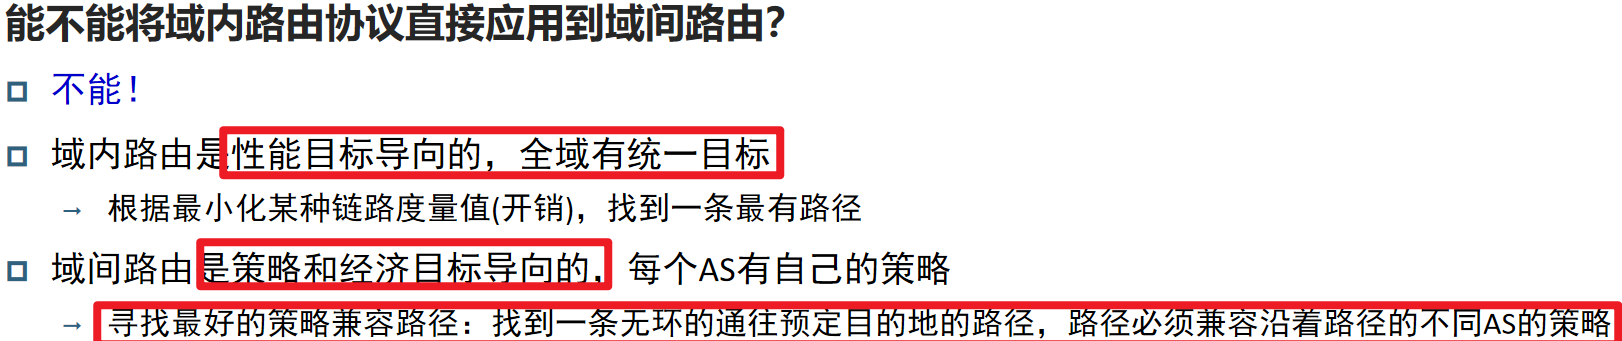 能不能将域内路由协议直接应用到域间路由?
不能!
域内路由是性能目标导向的，全域有统一目标
→ 根据最小化某种链路度量值(开销)，找到一条最有路径
域间路由是策略和经济目标导向的，每个AS有自己的策略
→ 寻找最好的策略兼容路径：找到一条无环的通往预定目的地的路径，路径必须兼容沿着路径的不同AS的策略